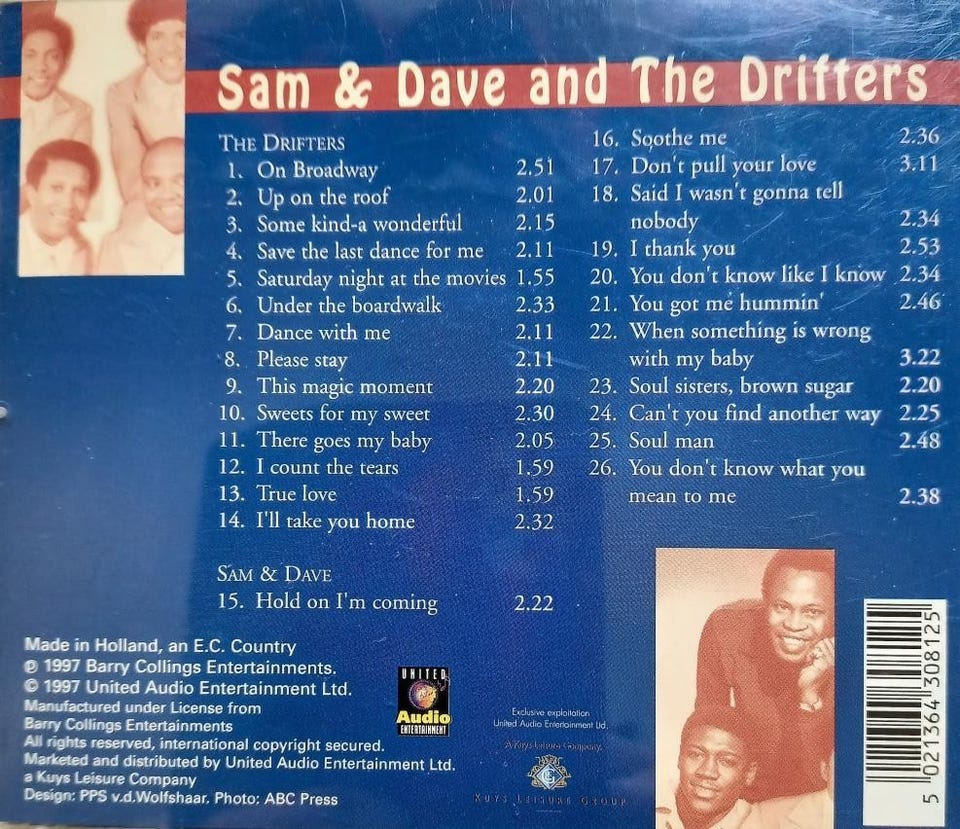 Sam & Dave and The Drifters
THE DRIFTERS
1. On Broadway 2.51
2. Up on the roof 2.01
3. Some kind-a wonderful 2.15
4. Save the last dance for me 2.11
5. Saturday night at the movies 1.55
6. Under the boardwalk 2.33
7. Dance with me 2.11
8. Please stay 2.11
9. This magic moment 2.20
10. Sweets for my sweet 2.30
11. There goes my baby 2.05
12. I count the tears 1.59
13. True love 1.59
14. I'll take you home 2.32
SAM & DAVE
15. Hold on I'm coming 2.22
16. Soothe me 2.36
17. Don't pull your love 3.11
18. Said I wasn't gonna tell
nobody 2.34
19. I thank you 2.53
20. You don't know like I know 2.34
21. You got me hummin' 2.46
22. When something is wrong
with my baby 3.22
23. Soul sisters, brown sugar 2.20
24. Can't you find another way 2.25
25. Soul man 2.48
26. You don't know what you
mean to me 2.38
Made in Holland, an E.C. Country
℗ 1997 Barry Collings Entertainments.
© 1997 United Audio Entertainment Ltd.
Manufactured under License from
Barry Collings Entertainments
All rights reserved, international copyright secured.
Marketed and distributed by United Audio Entertainment Ltd.
a Kuys Leisure Company
Design: PPS v.d.Wolfshaar. Photo: ABC Press
UNITED
Audio
ENTERTAINMENT
Exclusive exploitation
United Audio Entertainment Ltd.
A Kuys Leisure Company.
KUYS LEISURE GROUP
5 021364 308125